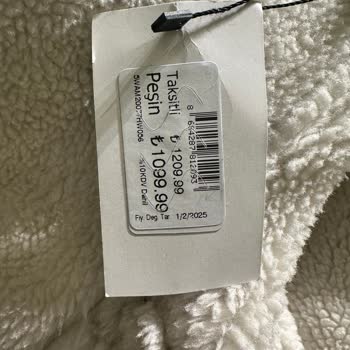 Taksitli ₺ 1209.99
Peşin ₺ 1099.99
%10KDV Dahil
Fiy. Değ. Tar 1/2/2025